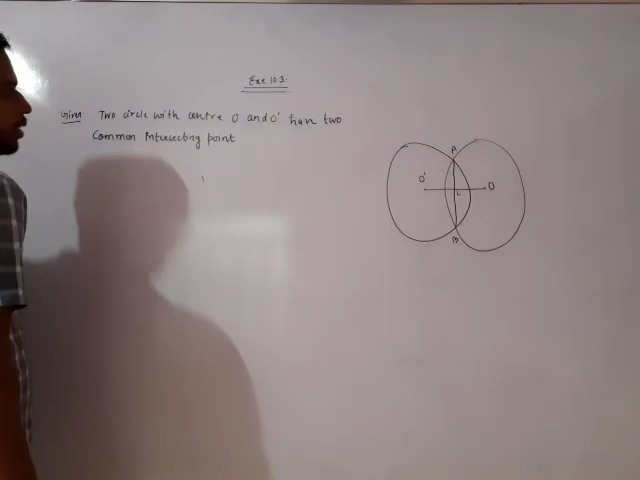 Exe 10.3.
Given Two circle with centre O and O' have two
Common Intersecting point
A
O'
L
O
B